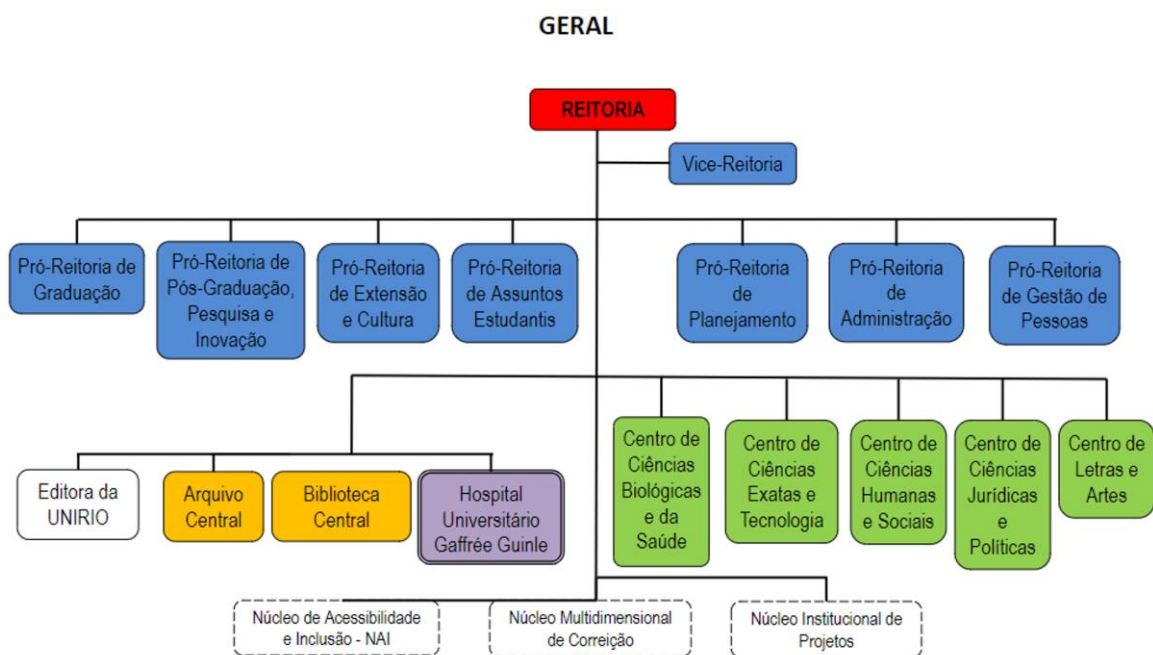 GERAL
REITORIA
Vice-Reitoria
Pró-Reitoria de
Graduação
Pró-Reitoria de
Pós-Graduação,
Pesquisa e
Inovação
Pró-Reitoria
de Extensão
e Cultura
Pró-Reitoria
de Assuntos
Estudantis
Pró-Reitoria
de
Planejamento
Pró-Reitoria
de
Administração
Pró-Reitoria
de Gestão de
Pessoas
Editora da
UNIRIO
Arquivo
Central
Biblioteca
Central
Hospital
Universitário
Gaffrée Guinle
Centro de
Ciências
Biológicas
e da
Saúde
Centro de
Ciências
Exatas e
Tecnologia
Centro de
Ciências
Humanas
e Sociais
Centro de
Ciências
Jurídicas
e
Políticas
Centro de
Letras e
Artes
Núcleo de Acessibilidade
e Inclusão - NAI
Núcleo Multidimensional
de Correição
Núcleo Institucional de
Projetos